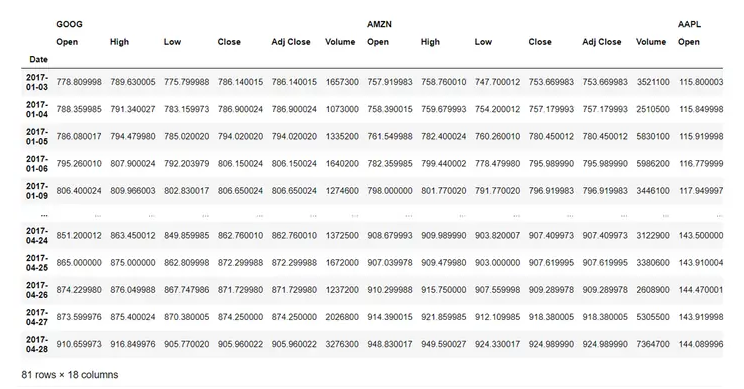 GOOG AMZN AAPL
Open High Low Close Adj Close Volume Open High Low Close Adj Close Volume Open
Date
2017-
01-03 778.809998 789.630005 775.799988 786.140015 786.140015 1657300 757.919983 758.760010 747.700012 753.669983 753.669983 3521100 115.800003
2017-
01-04 788.359985 791.340027 783.159973 786.900024 786.900024 1073000 758.390015 759.679993 754.200012 757.179993 757.179993 2510500 115.849998
2017-
01-05 786.080017 794.479980 785.020020 794.020020 794.020020 1335200 761.549988 782.400024 760.260010 780.450012 780.450012 5830100 115.919998
2017-
01-06 795.260010 807.900024 792.203979 806.150024 806.150024 1640200 782.359985 799.440002 778.479980 795.989990 795.989990 5986200 116.779999
2017-
01-09 806.400024 809.966003 802.830017 806.650024 806.650024 1274600 798.000000 801.770020 791.770020 796.919983 796.919983 3446100 117.949997
... ... ... ... ... ... ... ... ... ... ... ... ... ...
2017-
04-24 851.200012 863.450012 849.859985 862.760010 862.760010 1372500 908.679993 909.989990 903.820007 907.409973 907.409973 3122900 143.500000
2017-
04-25 865.000000 875.000000 862.809998 872.299988 872.299988 1672000 907.039978 909.479980 903.000000 907.619995 907.619995 3380600 143.910004
2017-
04-26 874.229980 876.049988 867.747986 871.729980 871.729980 1237200 910.299988 915.750000 907.559998 909.289978 909.289978 2608900 144.470001
2017-
04-27 873.599976 875.400024 870.380005 874.250000 874.250000 2026800 914.390015 921.859985 912.109985 918.380005 918.380005 5305500 143.919998
2017-
04-28 910.659973 916.849976 905.770020 905.960022 905.960022 3276300 948.830017 949.590027 924.330017 924.989990 924.989990 7364700 144.089996
81 rows × 18 columns